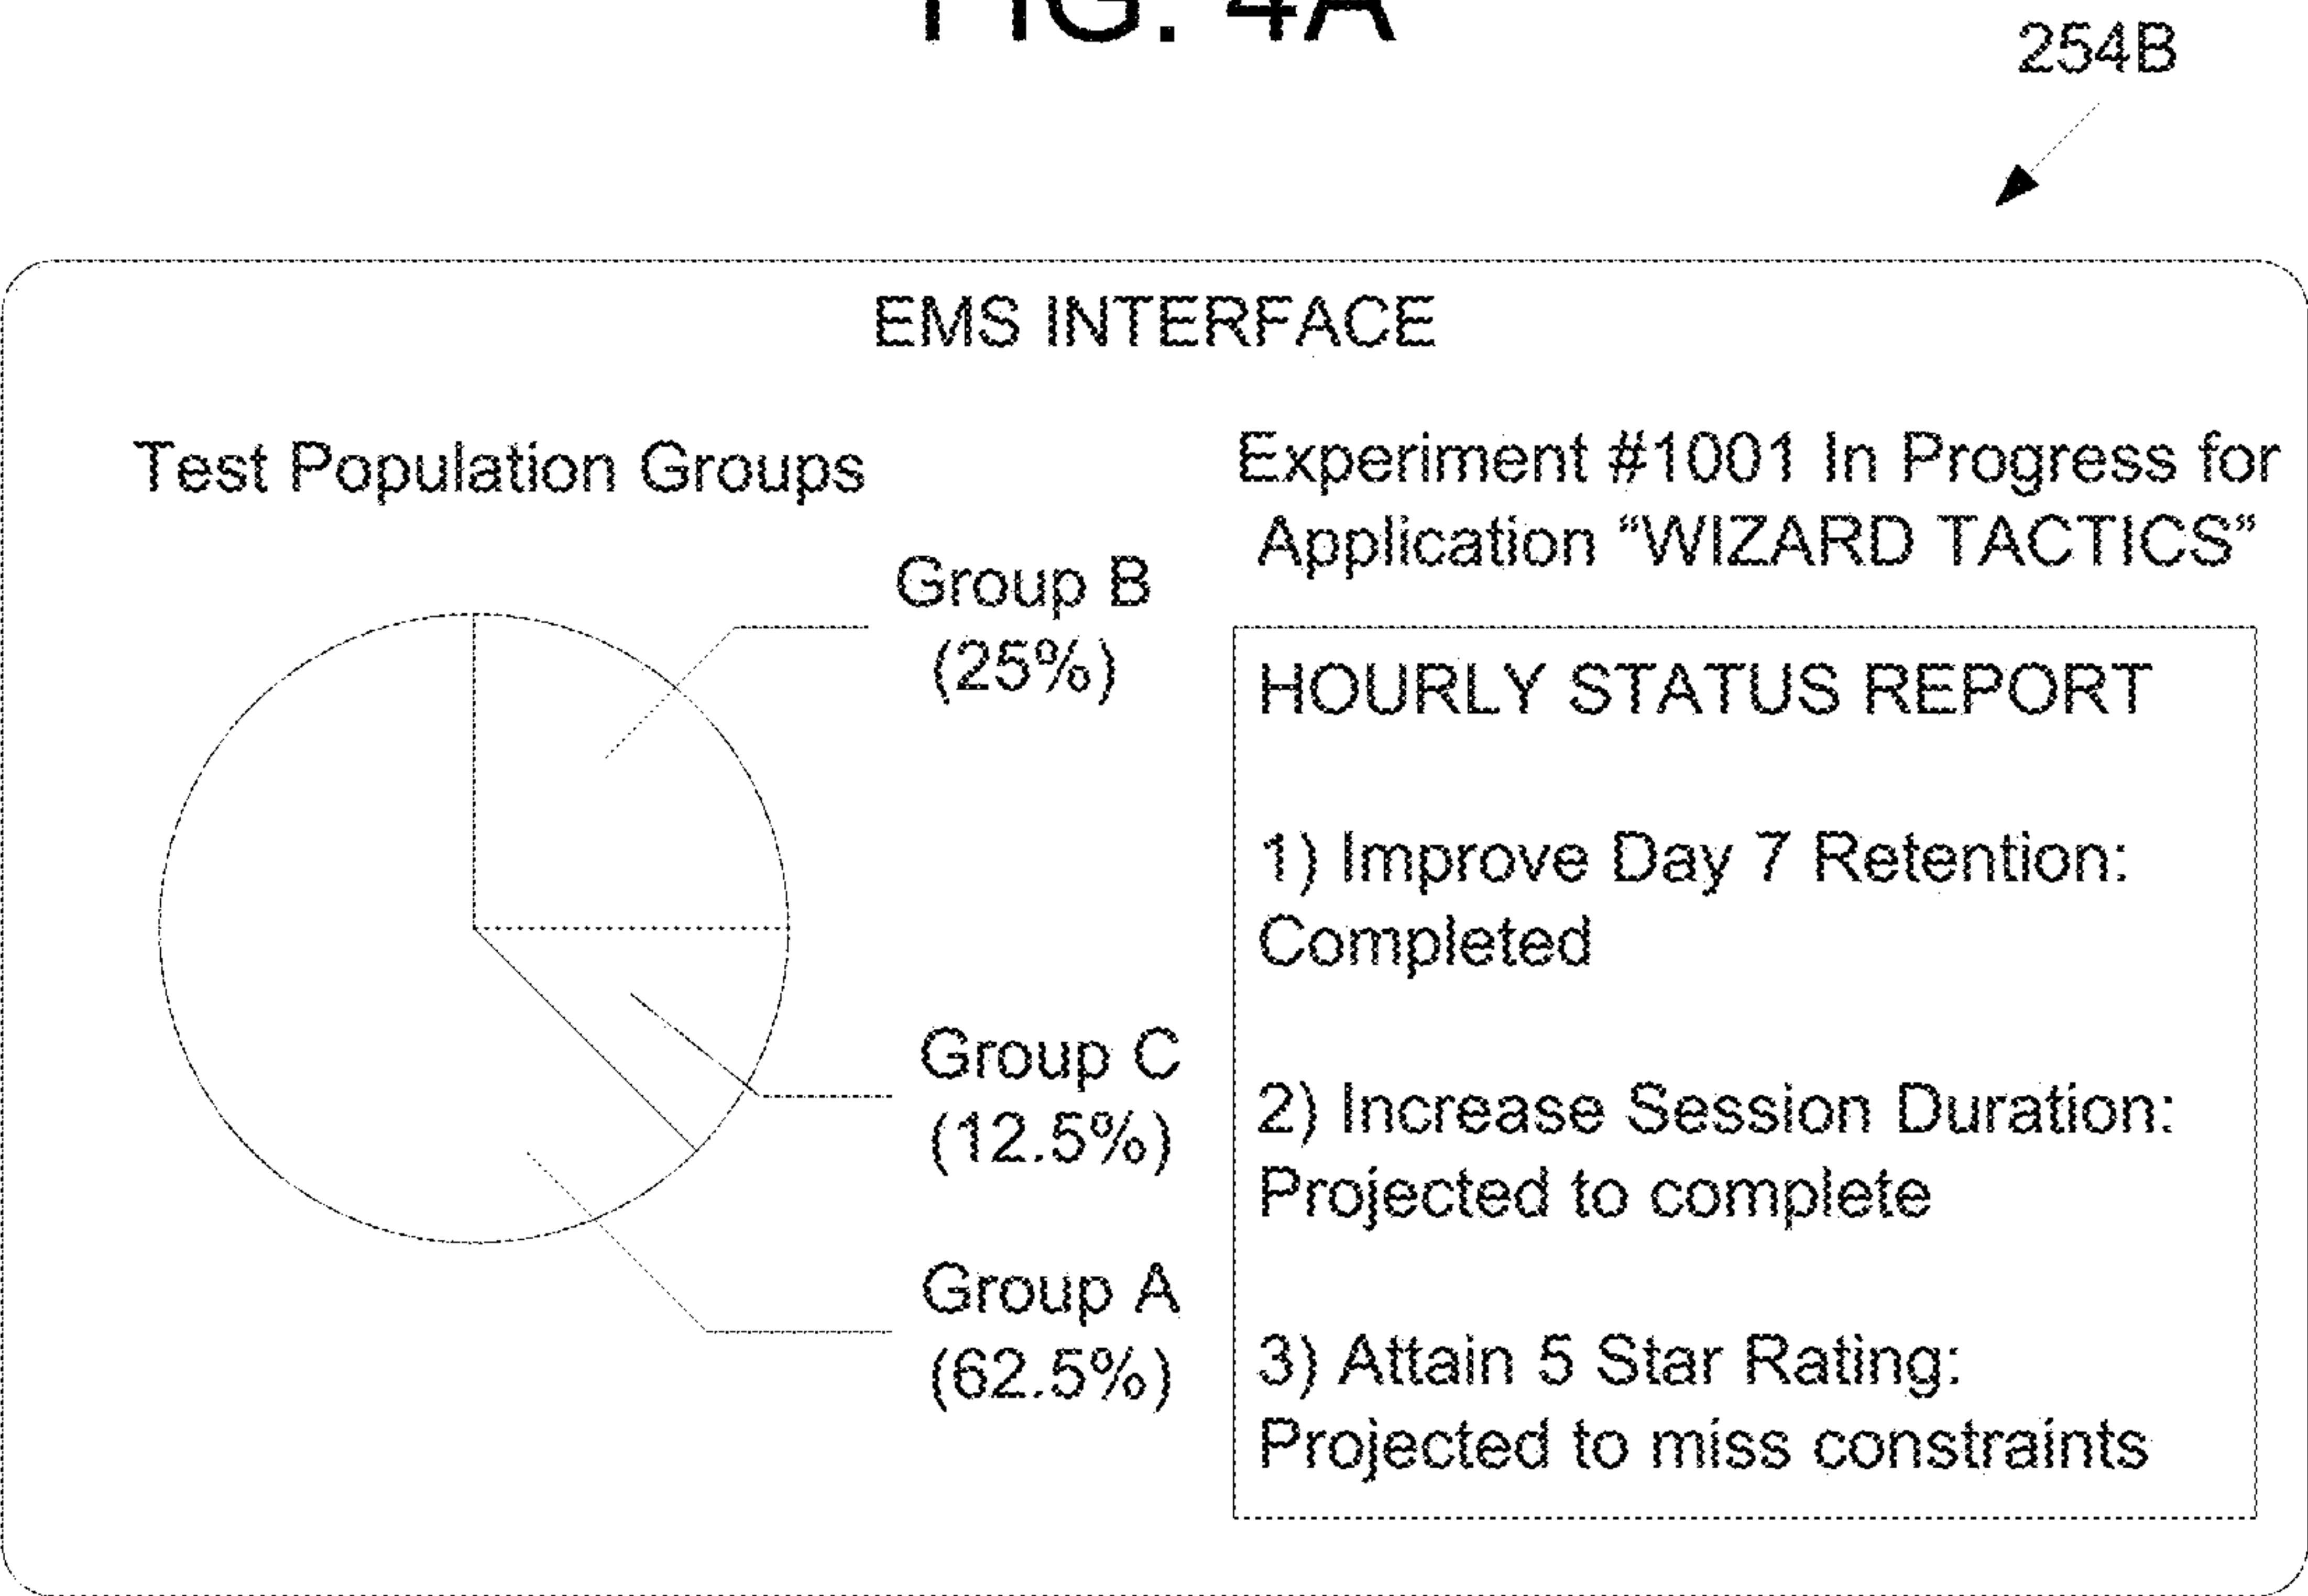 FIG. 4A
254B
EMS INTERFACE
Test Population Groups
Group B
(25%)
Group C
(12.5%)
Group A
(62.5%)
Experiment #1001 In Progress for
Application “WIZARD TACTICS”
HOURLY STATUS REPORT
1) Improve Day 7 Retention:
Completed
2) Increase Session Duration:
Projected to complete
3) Attain 5 Star Rating:
Projected to miss constraints